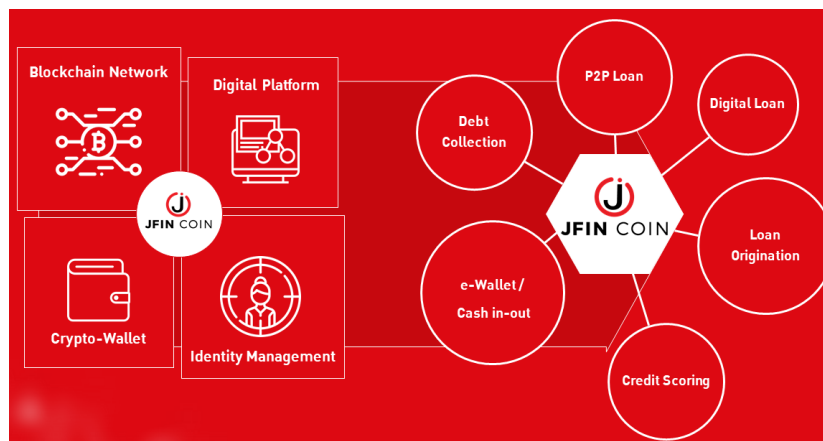 Blockchain Network
Digital Platform
JFIN COIN
Crypto-Wallet
Identity Management
P2P Loan
Digital Loan
Debt
Collection
JFIN COIN
Loan
Origination
e-Wallet /
Cash in-out
Credit Scoring